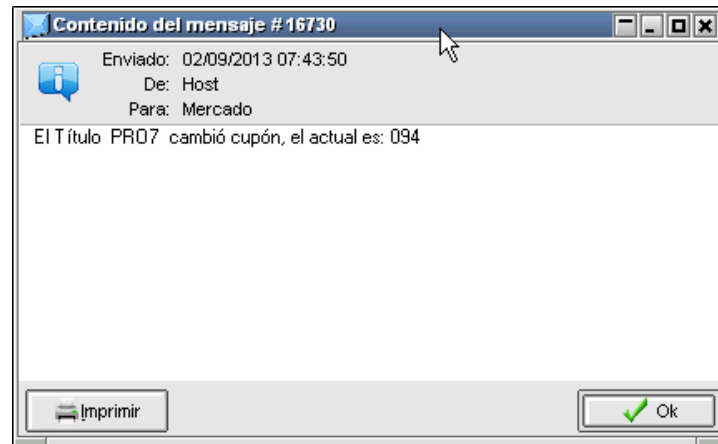 Contenido del mensaje #16730
Enviado: 02/09/2013 07:43:50
De: Host
Para: Mercado
El Título PRO7 cambió cupón, el actual es: 094
Imprimir
Ok